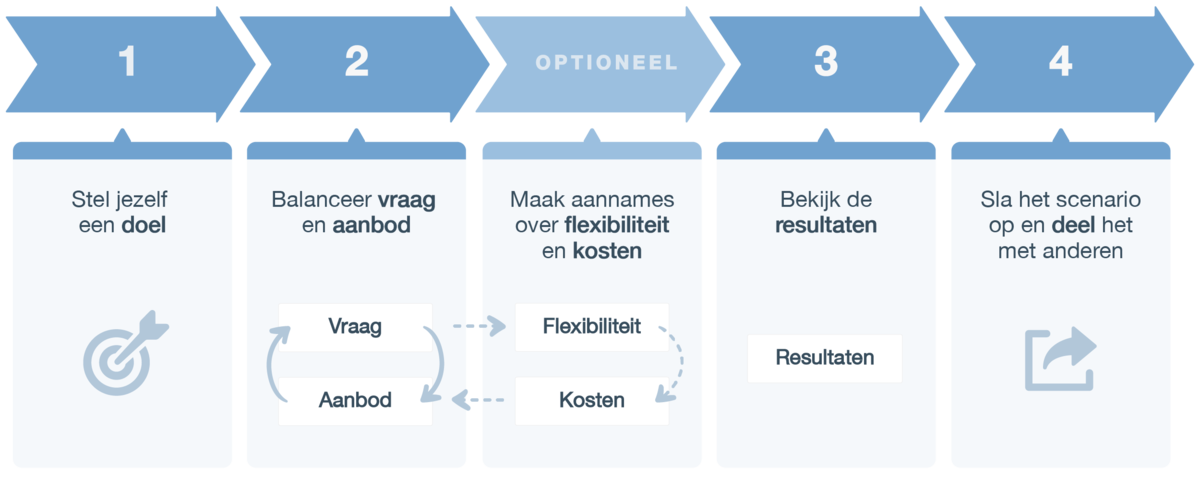 1
2
OPTIONEEL
3
4
Stel jezelf
een doel
Balanceer vraag
en aanbod
Vraag
Aanbod
Maak aannames
over flexibiliteit
en kosten
Flexibiliteit
Kosten
Bekijk de
resultaten
Resultaten
Sla het scenario
op en deel het
met anderen